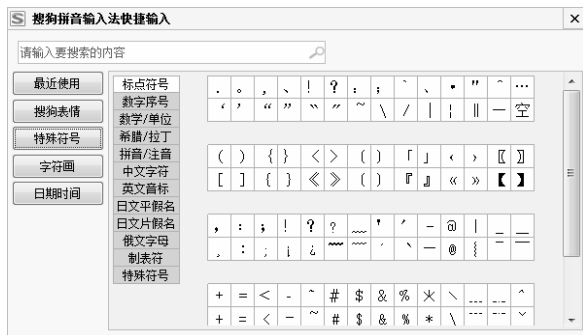 搜狗拼音输入法快捷输入
请输入要搜索的内容
最近使用
搜狗表情
特殊符号
字符画
日期时间
标点符号
数字序号
数学/单位
希腊/拉丁
拼音/注音
中文字符
英文音标
日文平假名
日文片假名
俄文字母
制表符
特殊符号
. 。 , 、 ! ? : ; … 
‘ ’ “ ” 〝 〞 ~ \ / | ¦ ‖ — 空
( ) { } < > ( ) 「 」 ‹ › 〖 〗
[ ] { } 《 》 ( ) 『 』 « » 【 】
, : ; ! ? ? ﹏ ' ′ - @ | _ _
¸ : ; ¡ ¿ ˋ — @
+ = < - ˜ # $ & % * \
+ = < - ~ # $ & % * \